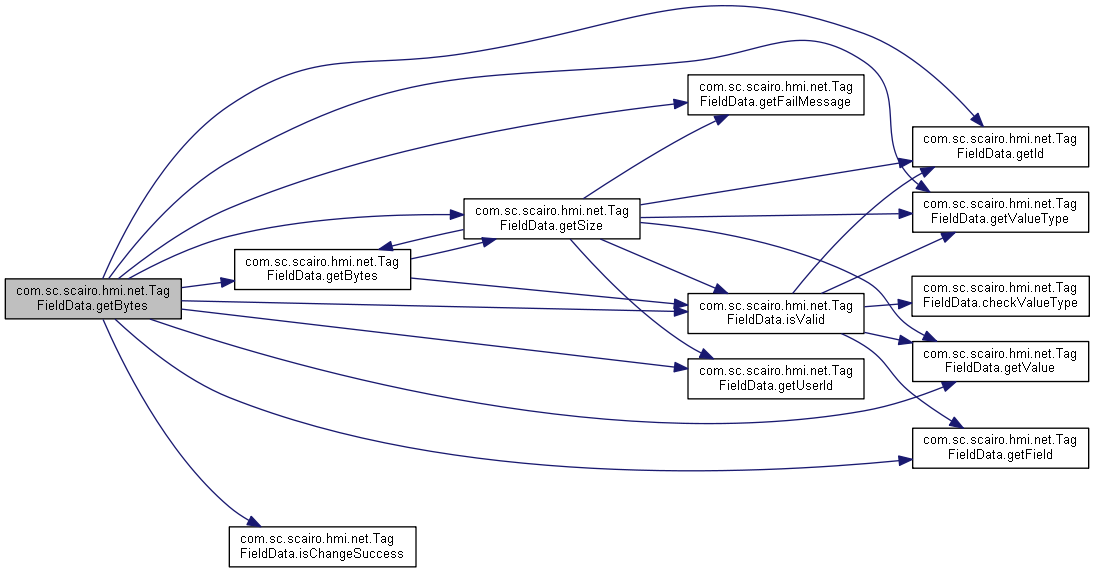 com.sc.scairo.hmi.net.Tag
FieldData.getFailMessage
com.sc.scairo.hmi.net.Tag
FieldData.getId
com.sc.scairo.hmi.net.Tag
FieldData.getValueType
com.sc.scairo.hmi.net.Tag
FieldData.getSize
com.sc.scairo.hmi.net.Tag
FieldData.getBytes
com.sc.scairo.hmi.net.Tag
FieldData.getBytes
com.sc.scairo.hmi.net.Tag
FieldData.checkValueType
com.sc.scairo.hmi.net.Tag
FieldData.isValid
com.sc.scairo.hmi.net.Tag
FieldData.getValue
com.sc.scairo.hmi.net.Tag
FieldData.getUserId
com.sc.scairo.hmi.net.Tag
FieldData.getField
com.sc.scairo.hmi.net.Tag
FieldData.isChangeSuccess